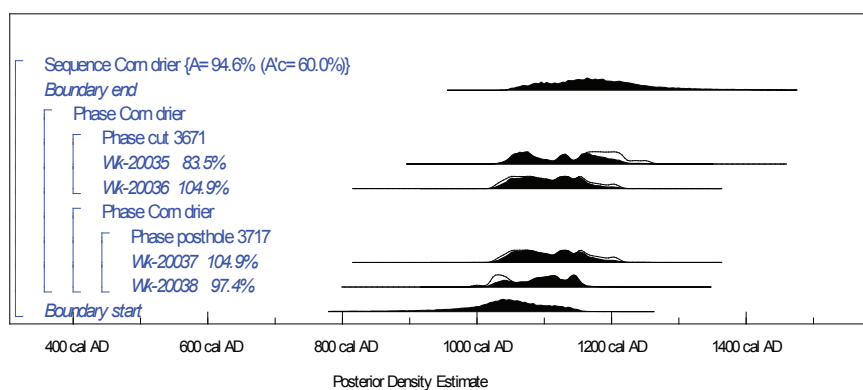 Sequence Corn drier {A= 94.6% (A'c= 60.0%)}
Boundary end
Phase Corn drier
Phase cut 3671
Wk-20035 83.5%
Wk-20036 104.9%
Phase Corn drier
Phase posthole 3717
Wk-20037 104.9%
Wk-20038 97.4%
Boundary start
400 cal AD 600 cal AD 800 cal AD 1000 cal AD 1200 cal AD 1400 cal AD
Posterior Density Estimate